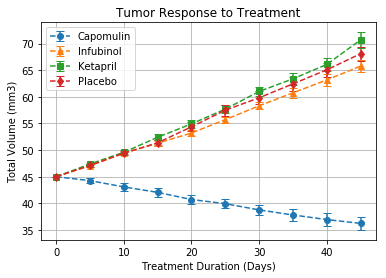 Tumor Response to Treatment
Capomulin
Infubinol
Ketapril
Placebo
Total Volume (mm3)
70
65
60
55
50
45
40
35
0
10
20
30
40
Treatment Duration (Days)